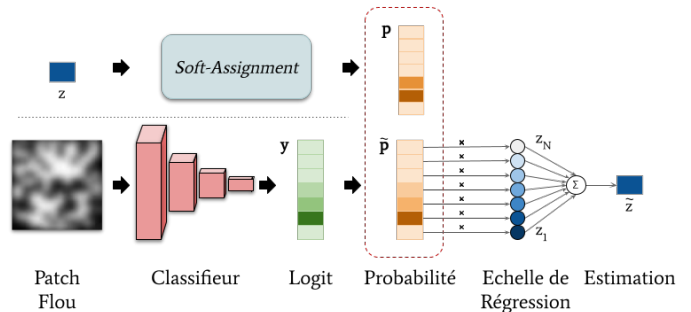 p
Soft-Assignment
z
y
p̃
z_N
x
x
x
x
x
x
x
Σ
z̃
z_1
Patch Flou
Classifieur
Logit
Probabilité
Echelle de Régression
Estimation